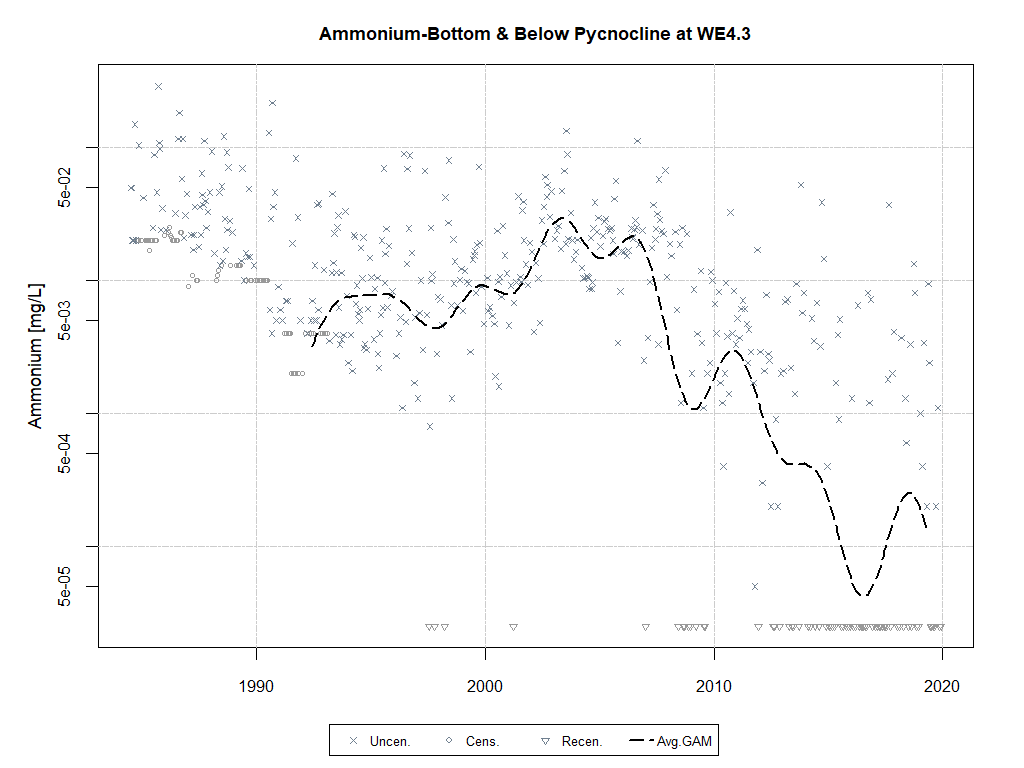 Ammonium-Bottom & Below Pycnocline at WE4.3
Ammonium [mg/L]
5e-02
5e-03
5e-04
5e-05
1990
2000
2010
2020
Uncen.
Cens.
Recen.
Avg.GAM